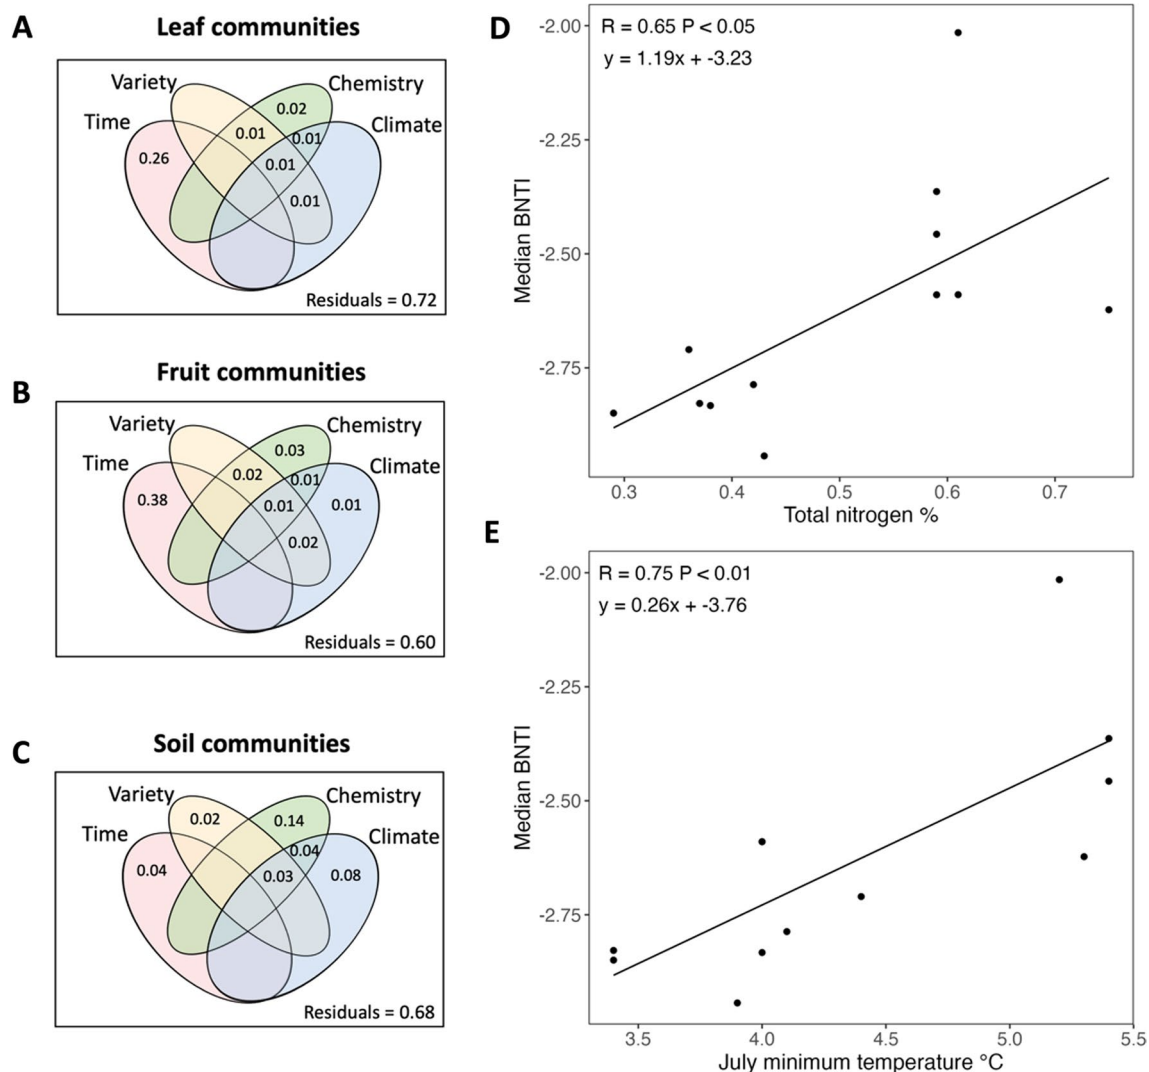 A
Leaf communities
Variety
Chemistry
Time
Climate
0.02
0.01
0.01
0.26
0.01
0.01
Residuals = 0.72
B
Fruit communities
Variety
Chemistry
Time
Climate
0.03
0.02
0.01
0.38
0.01
0.01
0.02
Residuals = 0.60
C
Soil communities
Variety
Chemistry
Time
Climate
0.02
0.14
0.04
0.04
0.03
0.08
Residuals = 0.68
D
R = 0.65 P < 0.05
y = 1.19x + -3.23
Median BNTI
-2.00
-2.25
-2.50
-2.75
0.3 0.4 0.5 0.6 0.7
Total nitrogen %
E
R = 0.75 P < 0.01
y = 0.26x + -3.76
Median BNTI
-2.00
-2.25
-2.50
-2.75
3.5 4.0 4.5 5.0 5.5
July minimum temperature °C